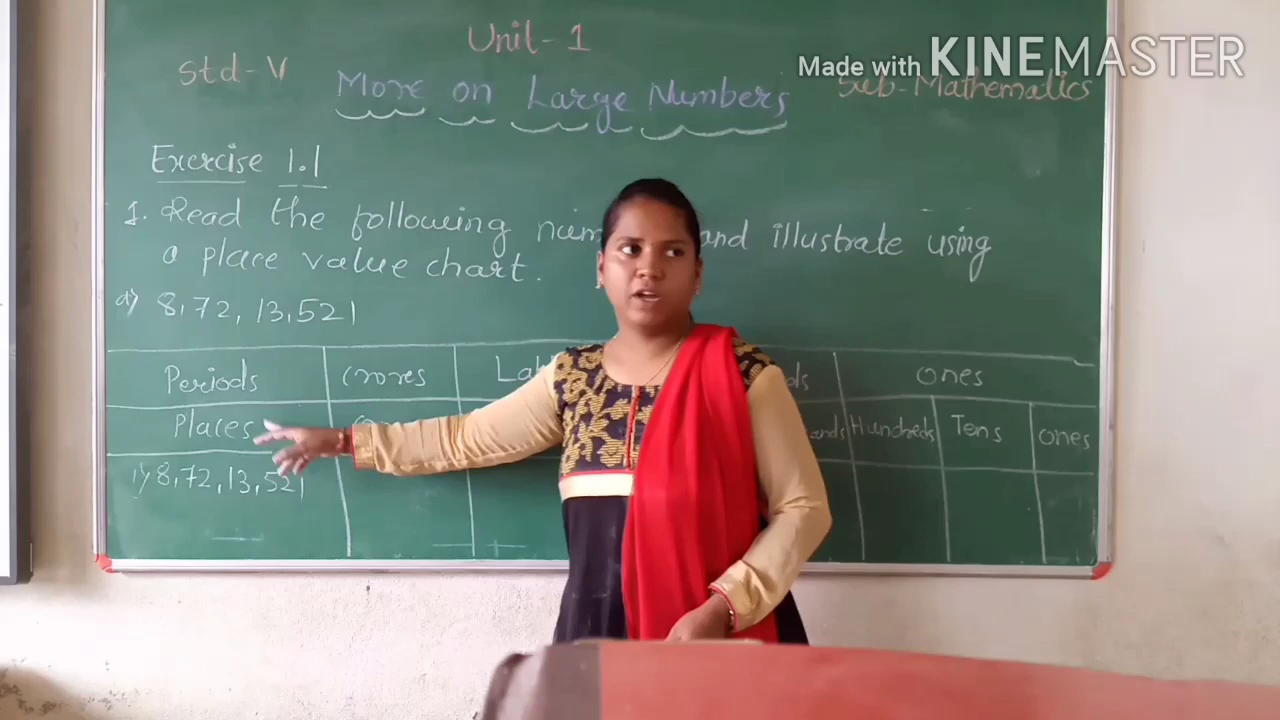 Made with KINEMASTER
Unit-1
Std-V
More on Large Numbers
Sub-Mathematics
Exercise 1.1
1. Read the following and illustrate using
a place value chart.
a) 8,72,13,521
Periods Crores Ones
Places Hundreds Tens Ones
1) 8,72,13,521